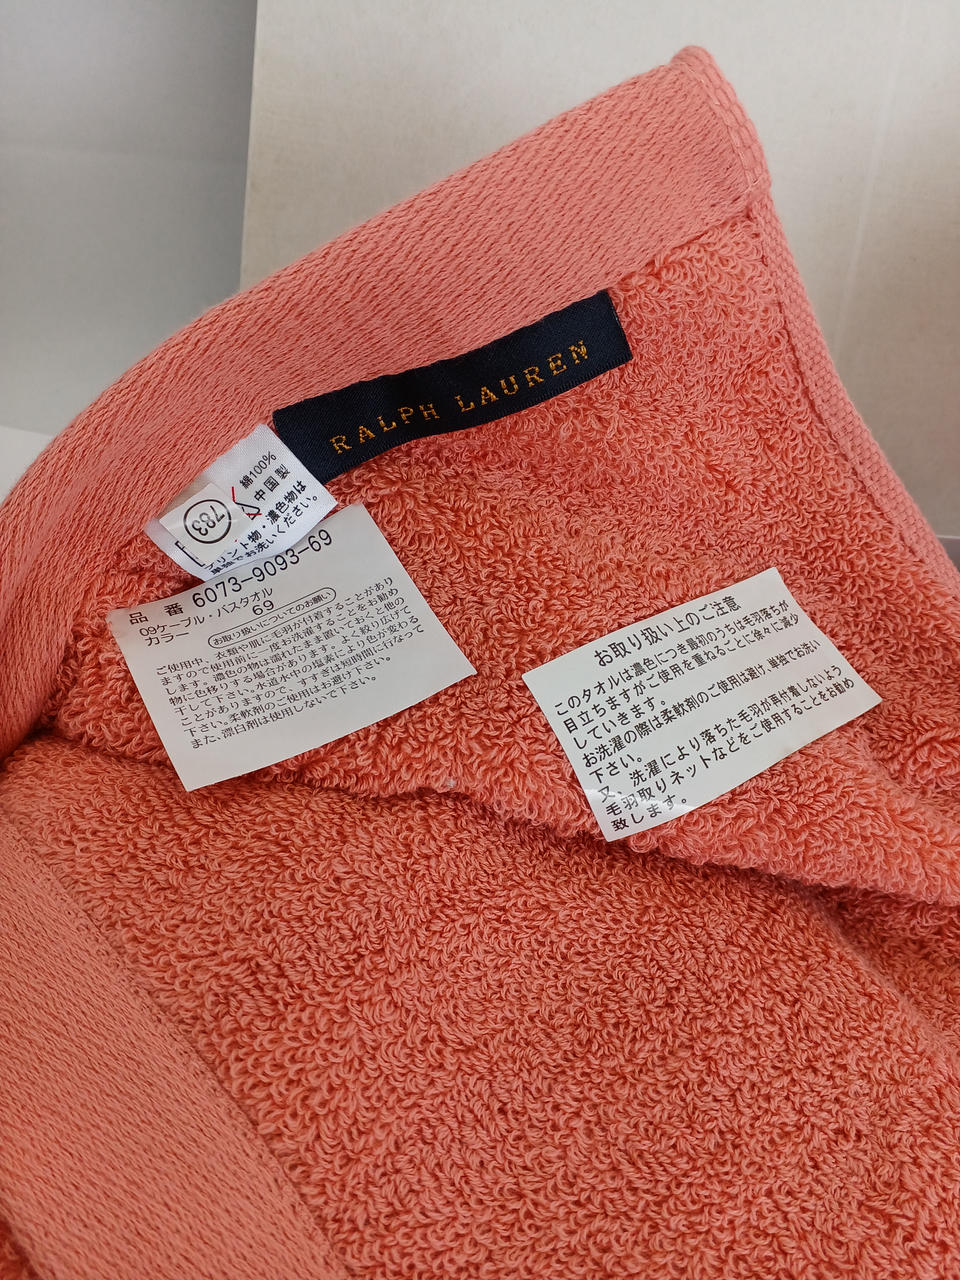 RALPH LAUREN
綿100%
中国製
783
プリント物・濃色物は
単独でお洗いください。
品番 6073-9093-69
09ケーブル・バスタオル
カラー 69
お取り扱いについてのお願い
ご使用中、衣類や肌に毛羽が付着することがあり
ますので使用前に一度お洗濯することをお勧め
します。濃色の物は濡れたまま置いておくと他の
物に色移りする場合があります。よく絞り広げて
干して下さい。水道水中の塩素により色が変わる
ことがありますので、すすぎは短時間に行なって
下さい。柔軟剤のご使用はお避け下さい。
また、漂白剤は使用しないで下さい。
お取り扱い上のご注意
このタオルは濃色につき最初のうちは毛羽落ちが
目立ちますがご使用を重ねるごとに徐々に減少
していきます。
お洗濯の際は柔軟剤のご使用は避け、単独でお洗い
下さい。
又、洗濯により落ちた毛羽が再付着しないよう
毛羽取りネットなどをご使用することをお勧め
致します。